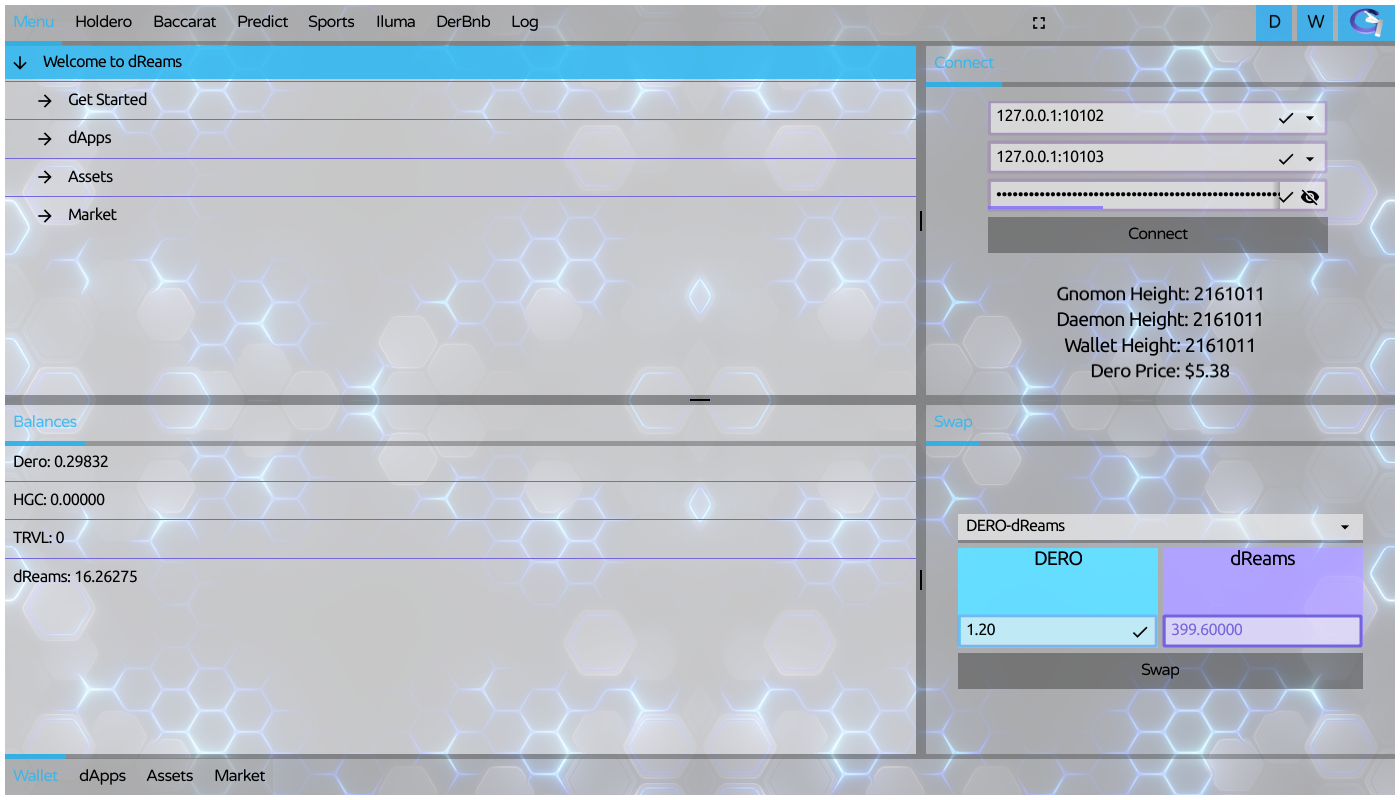 Menu Holdero Baccarat Predict Sports Iluma DerBnb Log D W
Welcome to dReams
Get Started
dApps
Assets
Market
Connect
127.0.0.1:10102
127.0.0.1:10103
Connect
Gnomon Height: 2161011
Daemon Height: 2161011
Wallet Height: 2161011
Dero Price: $5.38
Balances
Dero: 0.29832
HGC: 0.00000
TRVL: 0
dReams: 16.26275
Swap
DERO-dReams
DERO dReams
1.20 399.60000
Swap
Wallet dApps Assets Market